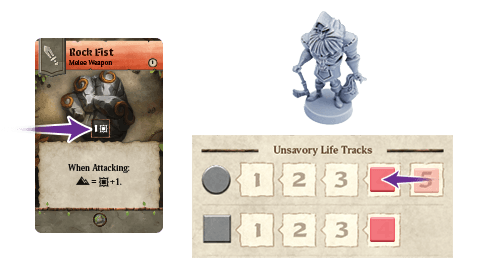 Rock Fist
Melee Weapon
1
When Attacking:
= +1.
Unsavory Life Tracks
1 2 3 5
1 2 3